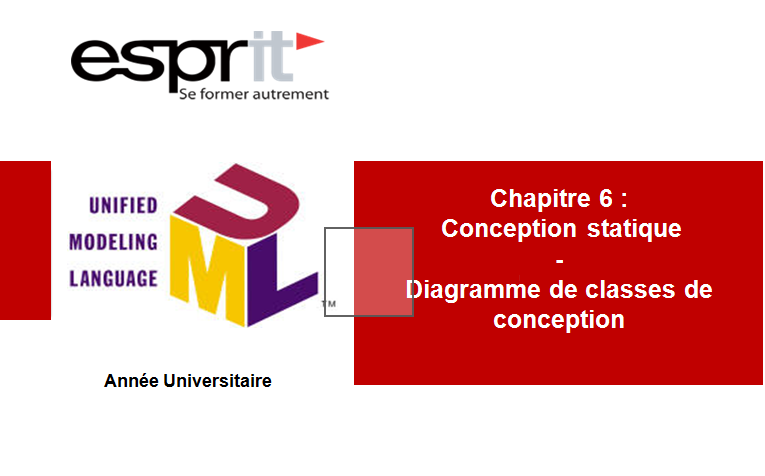 esprit
Se former autrement
UNIFIED
MODELING
LANGUAGE
UML
TM
Chapitre 6 :
Conception statique
-
Diagramme de classes de
conception
Année Universitaire